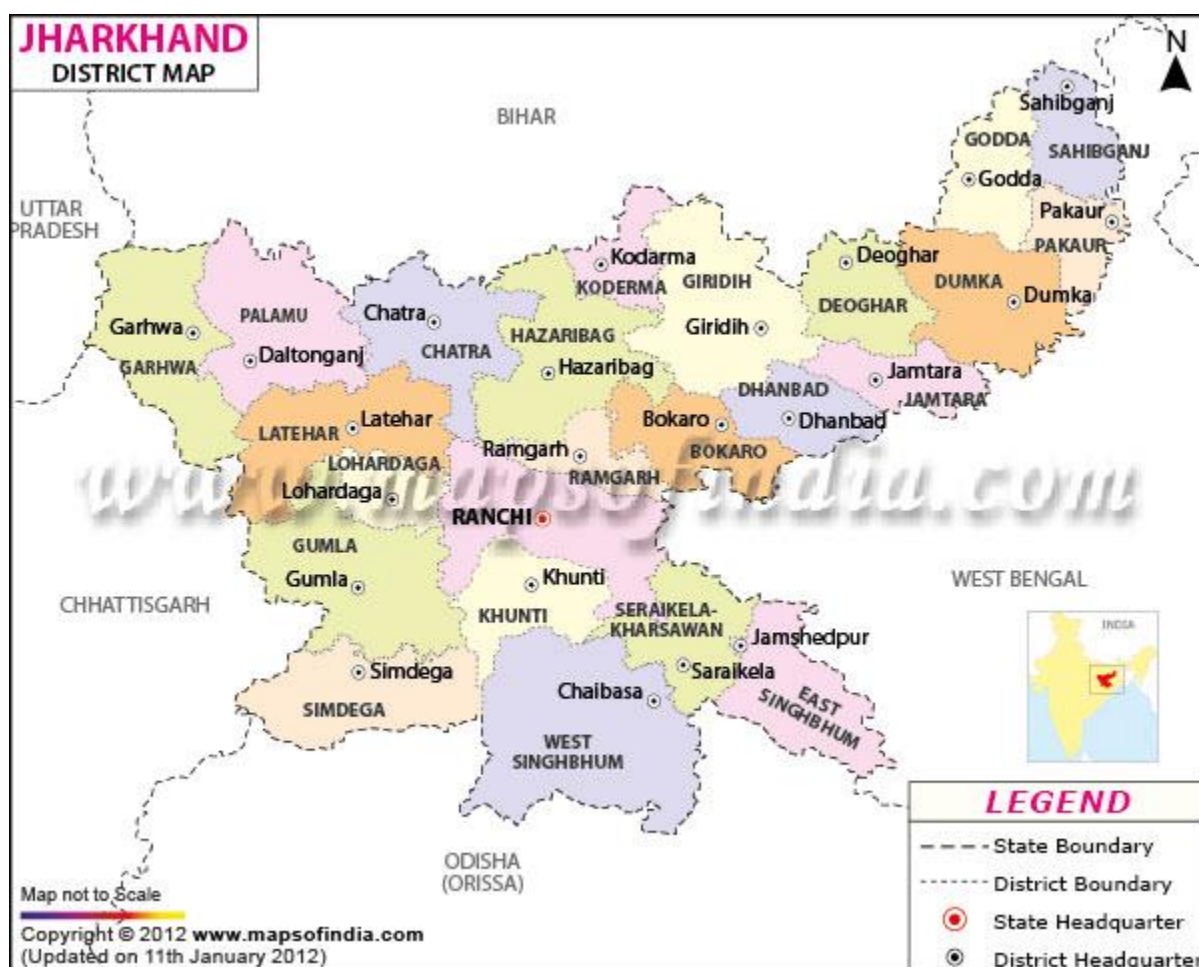 JHARKHAND
DISTRICT MAP
N
BIHAR
UTTAR
PRADESH
Sahibganj
GODDA
SAHIBGANJ
Godda
Pakaur
PAKAUR
Kodarma
KODERMA
GIRIDIH
Deoghar
DEOGHAR
DUMKA
Dumka
PALAMU
Garhwa
GARHWA
Daltonganj
Chatra
CHATRA
HAZARIBAG
Hazaribag
Giridih
DHANBAD
Dhanbad
Jamtara
JAMTARA
Latehar
LATEHAR
Bokaro
BOKARO
Ramgarh
RAMGARH
LOHARDAGA
Lohardaga
www.mapsofindia.com
RANCHI
GUMLA
Gumla
Khunti
KHUNTI
CHHATTISGARH
WEST BENGAL
SERAIKELA-
KHARSAWAN
Jamshedpur
Saraikela
INDIA
Simdega
SIMDEGA
Chaibasa
WEST
SINGHBHUM
EAST
SINGHBHUM
ODISHA
(ORISSA)
LEGEND
State Boundary
District Boundary
State Headquarter
District Headquarter
Map not to Scale
Copyright © 2012 www.mapsofindia.com
(Updated on 11th January 2012)